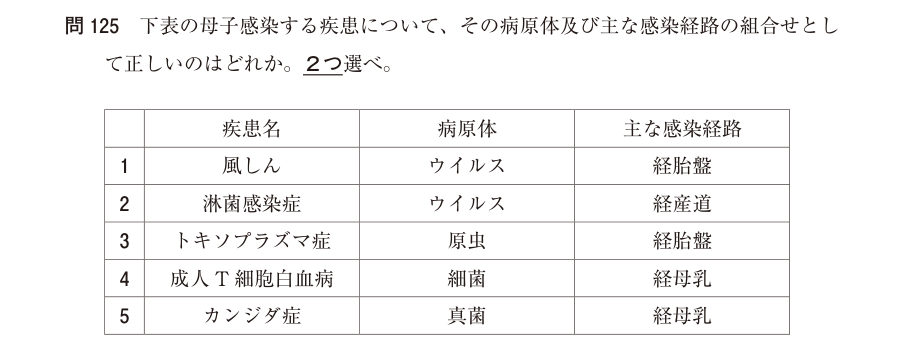 問 125 下表の母子感染する疾患について、その病原体及び主な感染経路の組合せとし
て正しいのはどれか。2つ選べ。
疾患名 病原体 主な感染経路
1 風しん ウイルス 経胎盤
2 淋菌感染症 ウイルス 経産道
3 トキソプラズマ症 原虫 経胎盤
4 成人T細胞白血病 細菌 経母乳
5 カンジダ症 真菌 経母乳